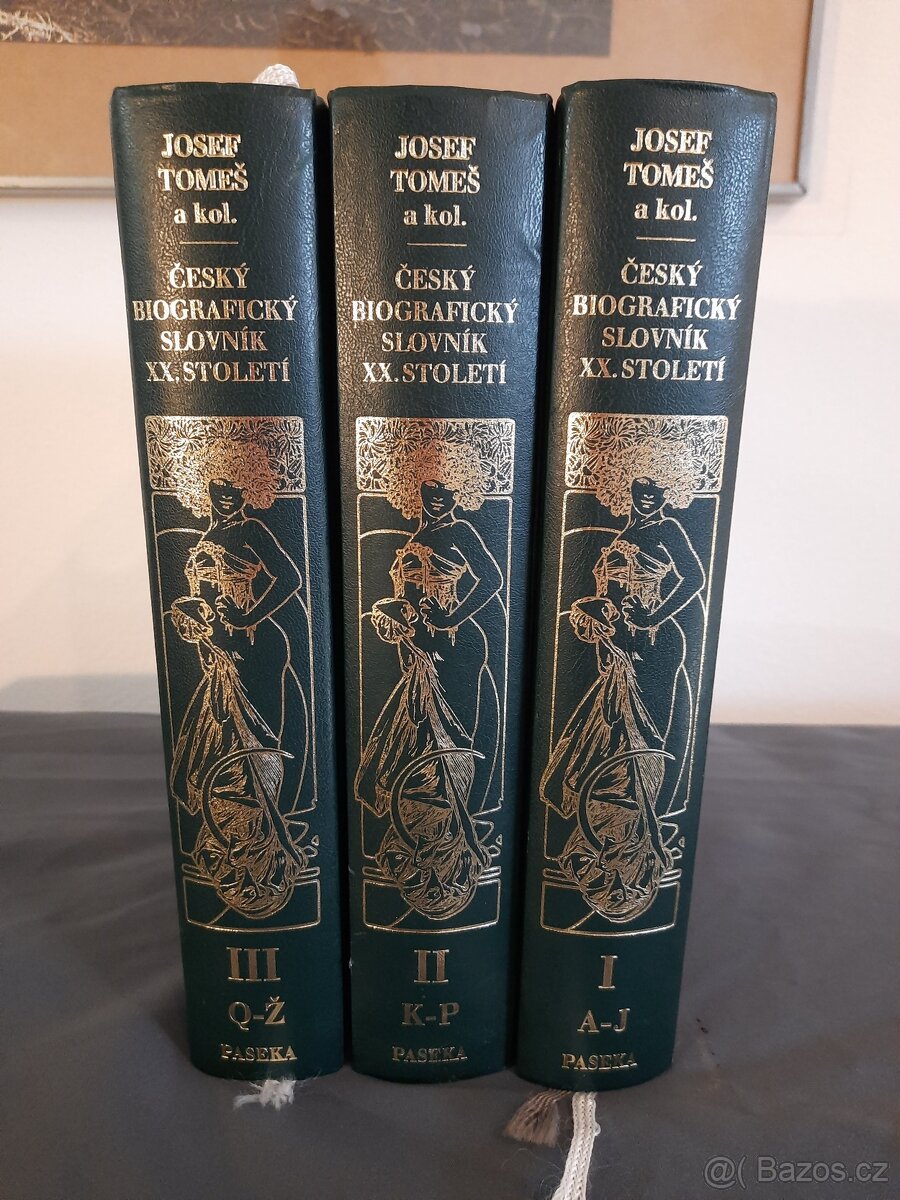 JOSEF
TOMEŠ
a kol.
ČESKÝ
BIOGRAFICKÝ
SLOVNÍK
XX. STOLETÍ
III
Q-Ž
PASEKA
JOSEF
TOMEŠ
a kol.
ČESKÝ
BIOGRAFICKÝ
SLOVNÍK
XX. STOLETÍ
II
K-P
PASEKA
JOSEF
TOMEŠ
a kol.
ČESKÝ
BIOGRAFICKÝ
SLOVNÍK
XX. STOLETÍ
I
A-J
PASEKA
@( Bazos.cz